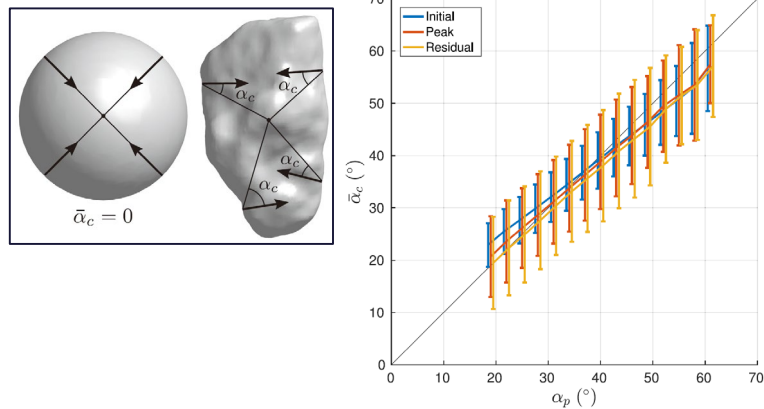 α_c
α_c
α_c
α_c
ᾱ_c = 0
70
60
50
40
30
20
10
0
ᾱ_c (°)
Initial
Peak
Residual
0 10 20 30 40 50 60 70
α_p (°)